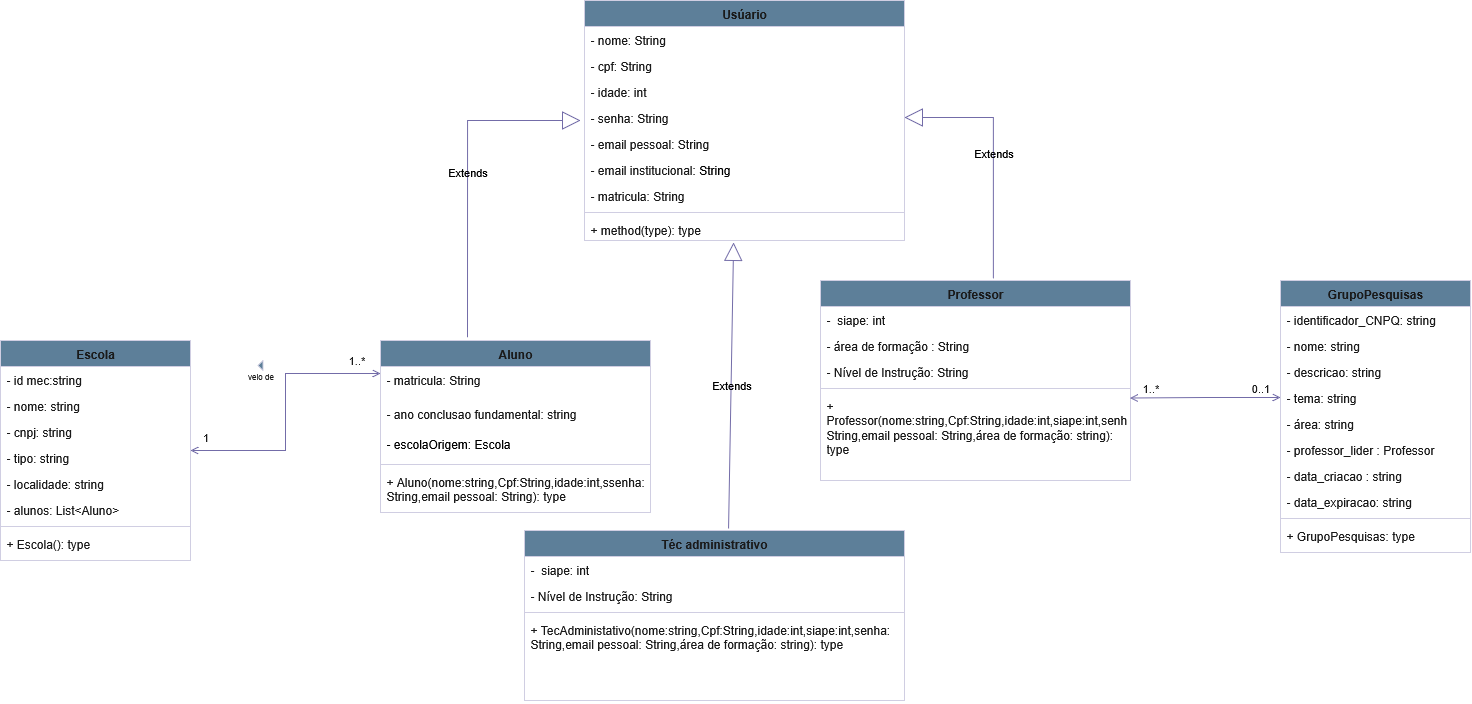 Usúario
- nome: String
- cpf: String
- idade: int
- senha: String
- email pessoal: String
- email institucional: String
- matricula: String
+ method(type): type
Extends
Extends
Extends
Escola
- id mec:string
- nome: string
- cnpj: string
- tipo: string
- localidade: string
- alunos: List<Aluno>
+ Escola(): type
veio de
1..*
1
Aluno
- matricula: String
- ano conclusao fundamental: string
- escolaOrigem: Escola
+ Aluno(nome:string,Cpf:String,idade:int,ssenha:
String,email pessoal: String): type
Professor
- siape: int
- área de formação : String
- Nível de Instrução: String
+
Professor(nome:string,Cpf:String,idade:int,siape:int,senh
String,email pessoal: String,área de formação: string):
type
1..*
0..1
GrupoPesquisas
- identificador_CNPQ: string
- nome: string
- descricao: string
- tema: string
- área: string
- professor_lider : Professor
- data_criacao : string
- data_expiracao: string
+ GrupoPesquisas: type
Téc administrativo
- siape: int
- Nível de Instrução: String
+ TecAdministativo(nome:string,Cpf:String,idade:int,siape:int,senha:
String,email pessoal: String,área de formação: string): type